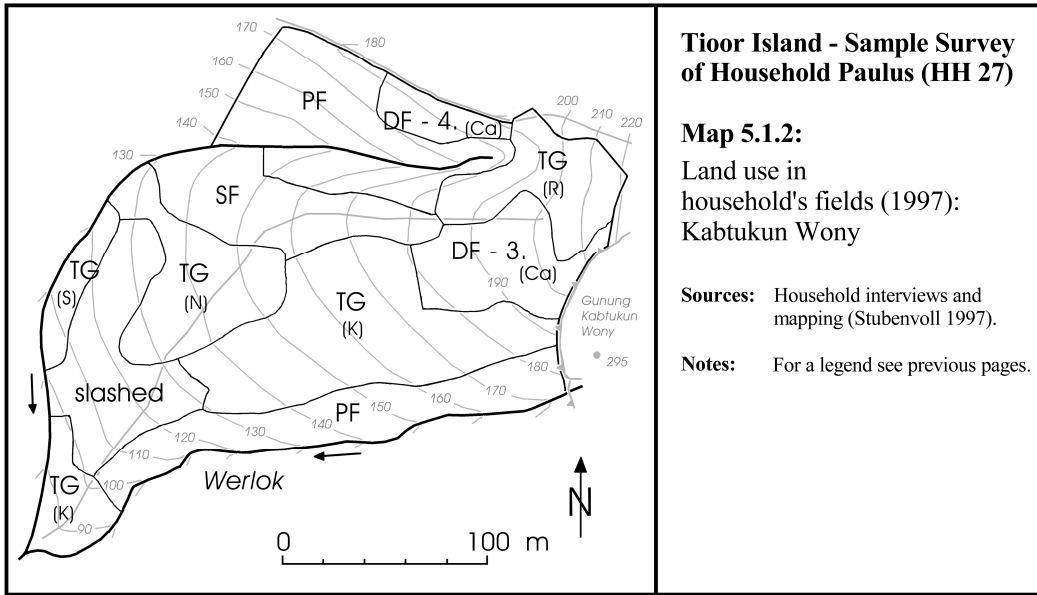 170
180
160
150
140
130
PF
DF - 4. (Ca)
200
210
220
TG
(R)
SF
DF - 3.
(Ca)
TG
(S)
TG
(N)
TG
(K)
190
Gunung
Kabtukun
Wony
295
slashed
180
170
160
150
140
130
120
110
100
90
PF
TG
(K)
Werlok
N
0 100 m
Tioor Island - Sample Survey
of Household Paulus (HH 27)
Map 5.1.2:
Land use in
household's fields (1997):
Kabtukun Wony
Sources: Household interviews and
mapping (Stubenvoll 1997).
Notes: For a legend see previous pages.